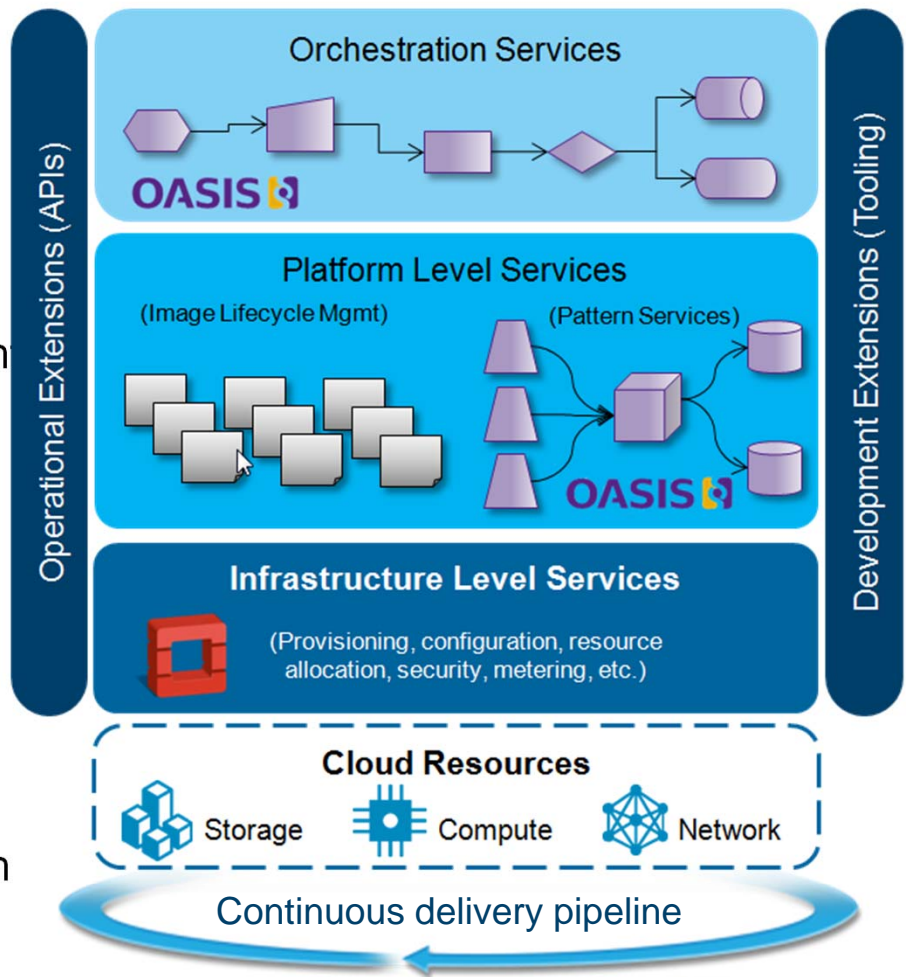 Orchestration Services
OASIS
Operational Extensions (APIs)
Development Extensions (Tooling)
Platform Level Services
(Image Lifecycle Mgmt)
(Pattern Services)
OASIS
Infrastructure Level Services
(Provisioning, configuration, resource
allocation, security, metering, etc.)
Cloud Resources
Storage
Compute
Network
Continuous delivery pipeline